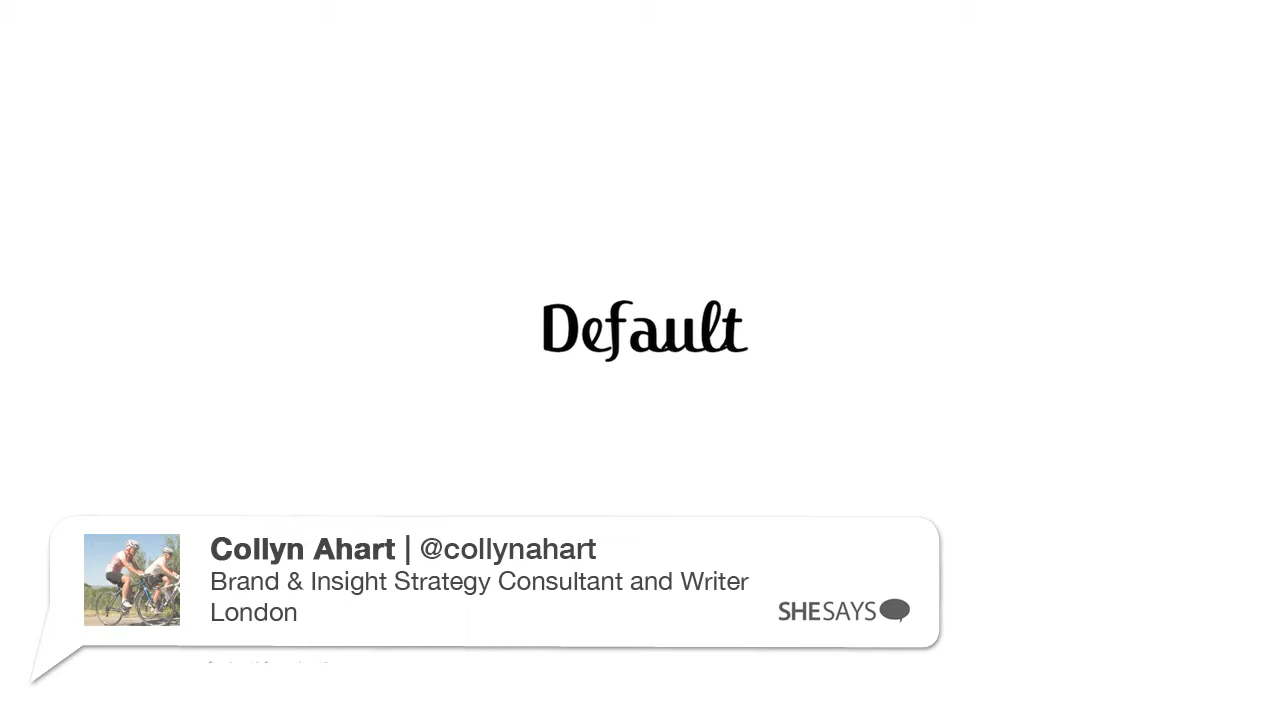 Default
Collyn Ahart | @collynahart
Brand & Insight Strategy Consultant and Writer
London
SHESAYS